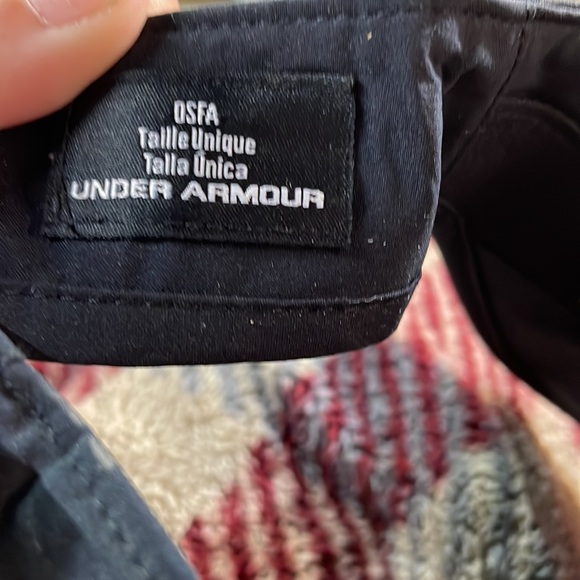 OSFA
Taille Unique
Talla Única
UNDER ARMOUR